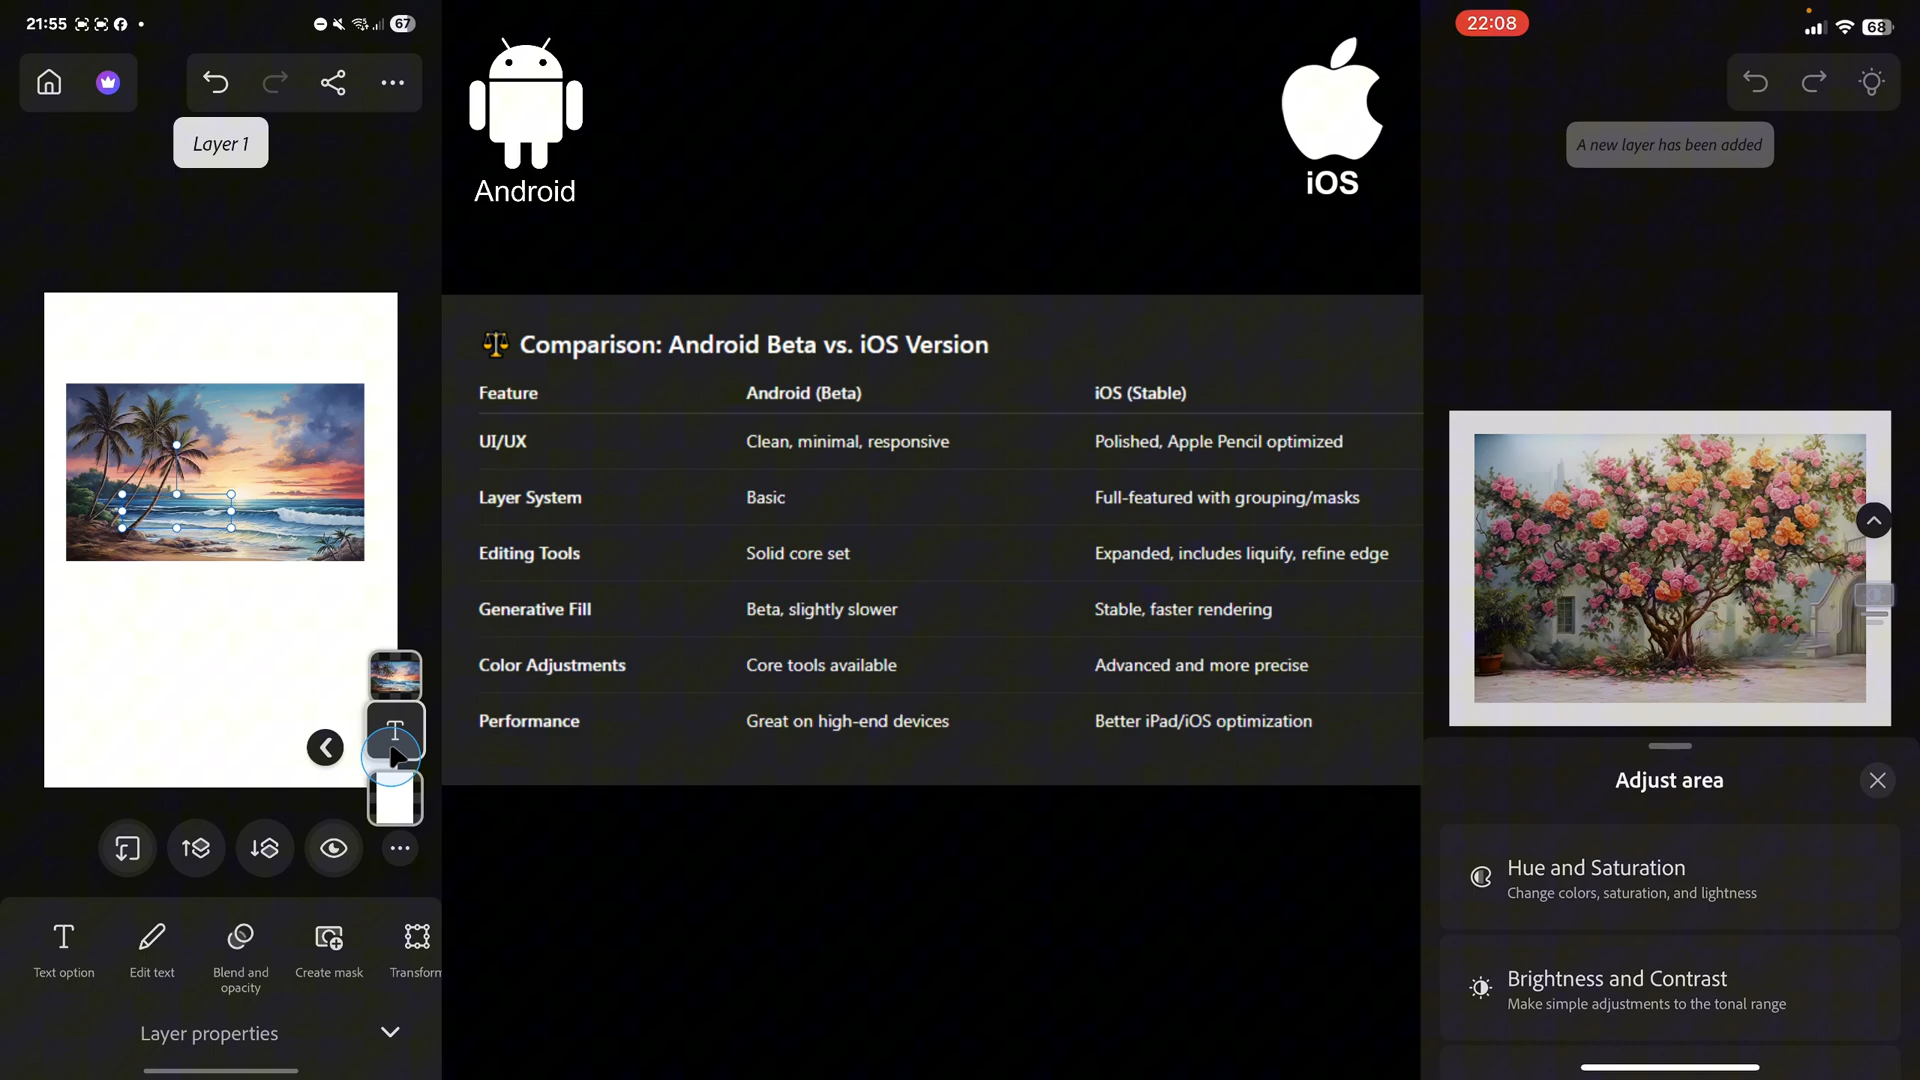 21:55
67
Layer 1
Text option
Edit text
Blend and
opacity
Create mask
Transform
Layer properties
Android
iOS
Comparison: Android Beta vs. iOS Version
Feature Android (Beta) iOS (Stable)
UI/UX Clean, minimal, responsive Polished, Apple Pencil optimized
Layer System Basic Full-featured with grouping/masks
Editing Tools Solid core set Expanded, includes liquify, refine edge
Generative Fill Beta, slightly slower Stable, faster rendering
Color Adjustments Core tools available Advanced and more precise
Performance Great on high-end devices Better iPad/iOS optimization
22:08
68
A new layer has been added
Adjust area
Hue and Saturation
Change colors, saturation, and lightness
Brightness and Contrast
Make simple adjustments to the tonal range